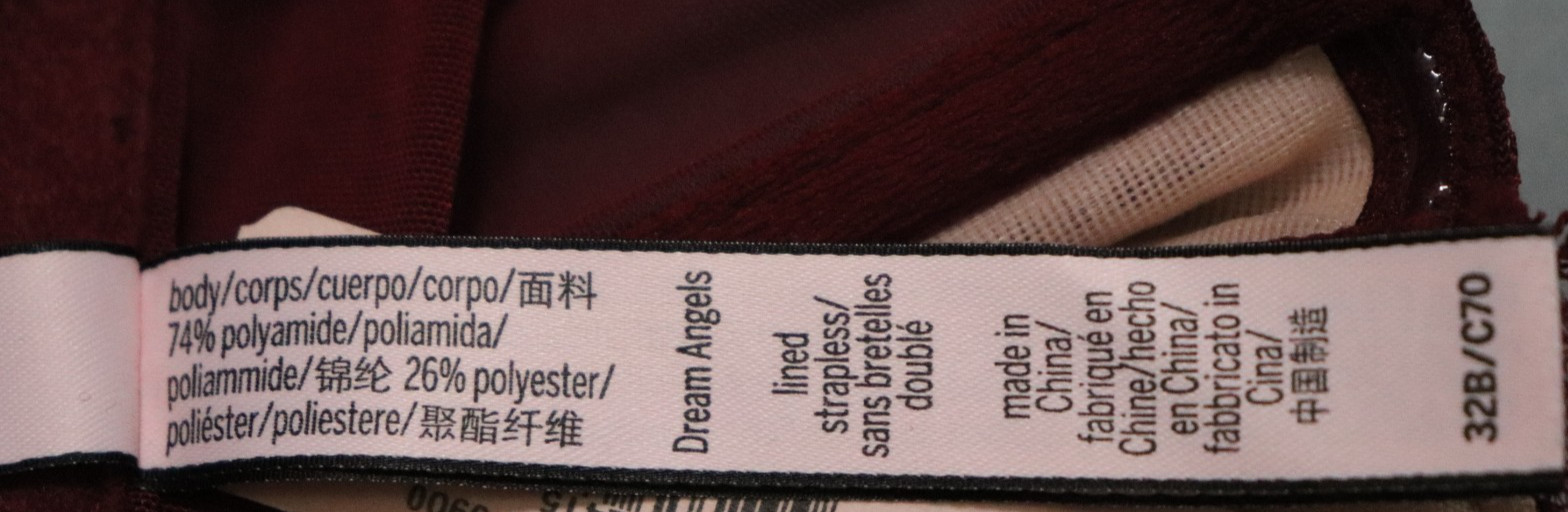 body/corps/cuerpo/corpo/面料
74% polyamide/poliamida/
poliammide/锦纶 26% polyester/
poliéster/poliestere/聚酯纤维
Dream Angels
lined
strapless/
sans bretelles
doublé
made in
China/
fabriqué en
Chine/hecho
en China/
fabbricato in
Cina/
中国制造
32B/C70